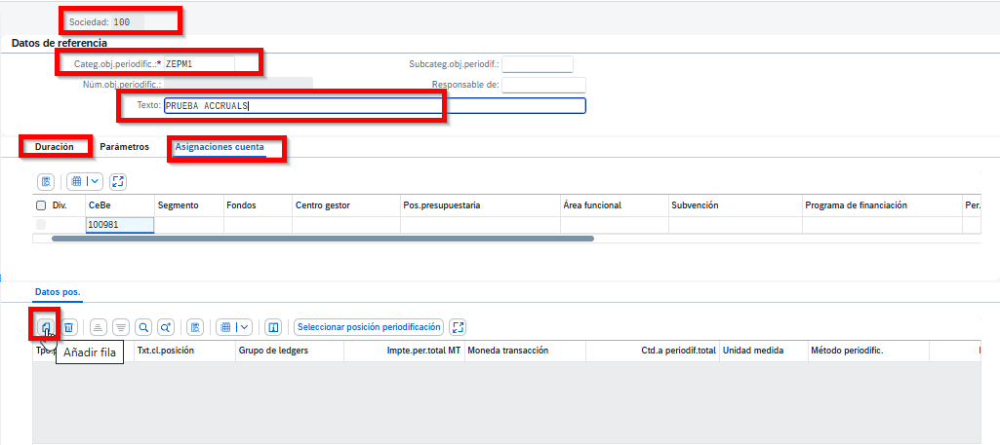 Sociedad: 100
Datos de referencia
Categ.obj.periodific.:* ZEPM1 Subcateg.obj.periodif.:
Núm.obj.periodific.: Responsable de:
Texto: PRUEBA ACCRUALS
Duración Parámetros Asignaciones cuenta
Div. CeBe Segmento Fondos Centro gestor Pos.presupuestaria Área funcional Subvención Programa de financiación Per.
100981
Datos pos.
Seleccionar posición periodificación
Txt.cl.posición Grupo de ledgers Impte.per.total MT Moneda transacción Ctd.a periodif.total Unidad medida Método periodific.
Añadir fila